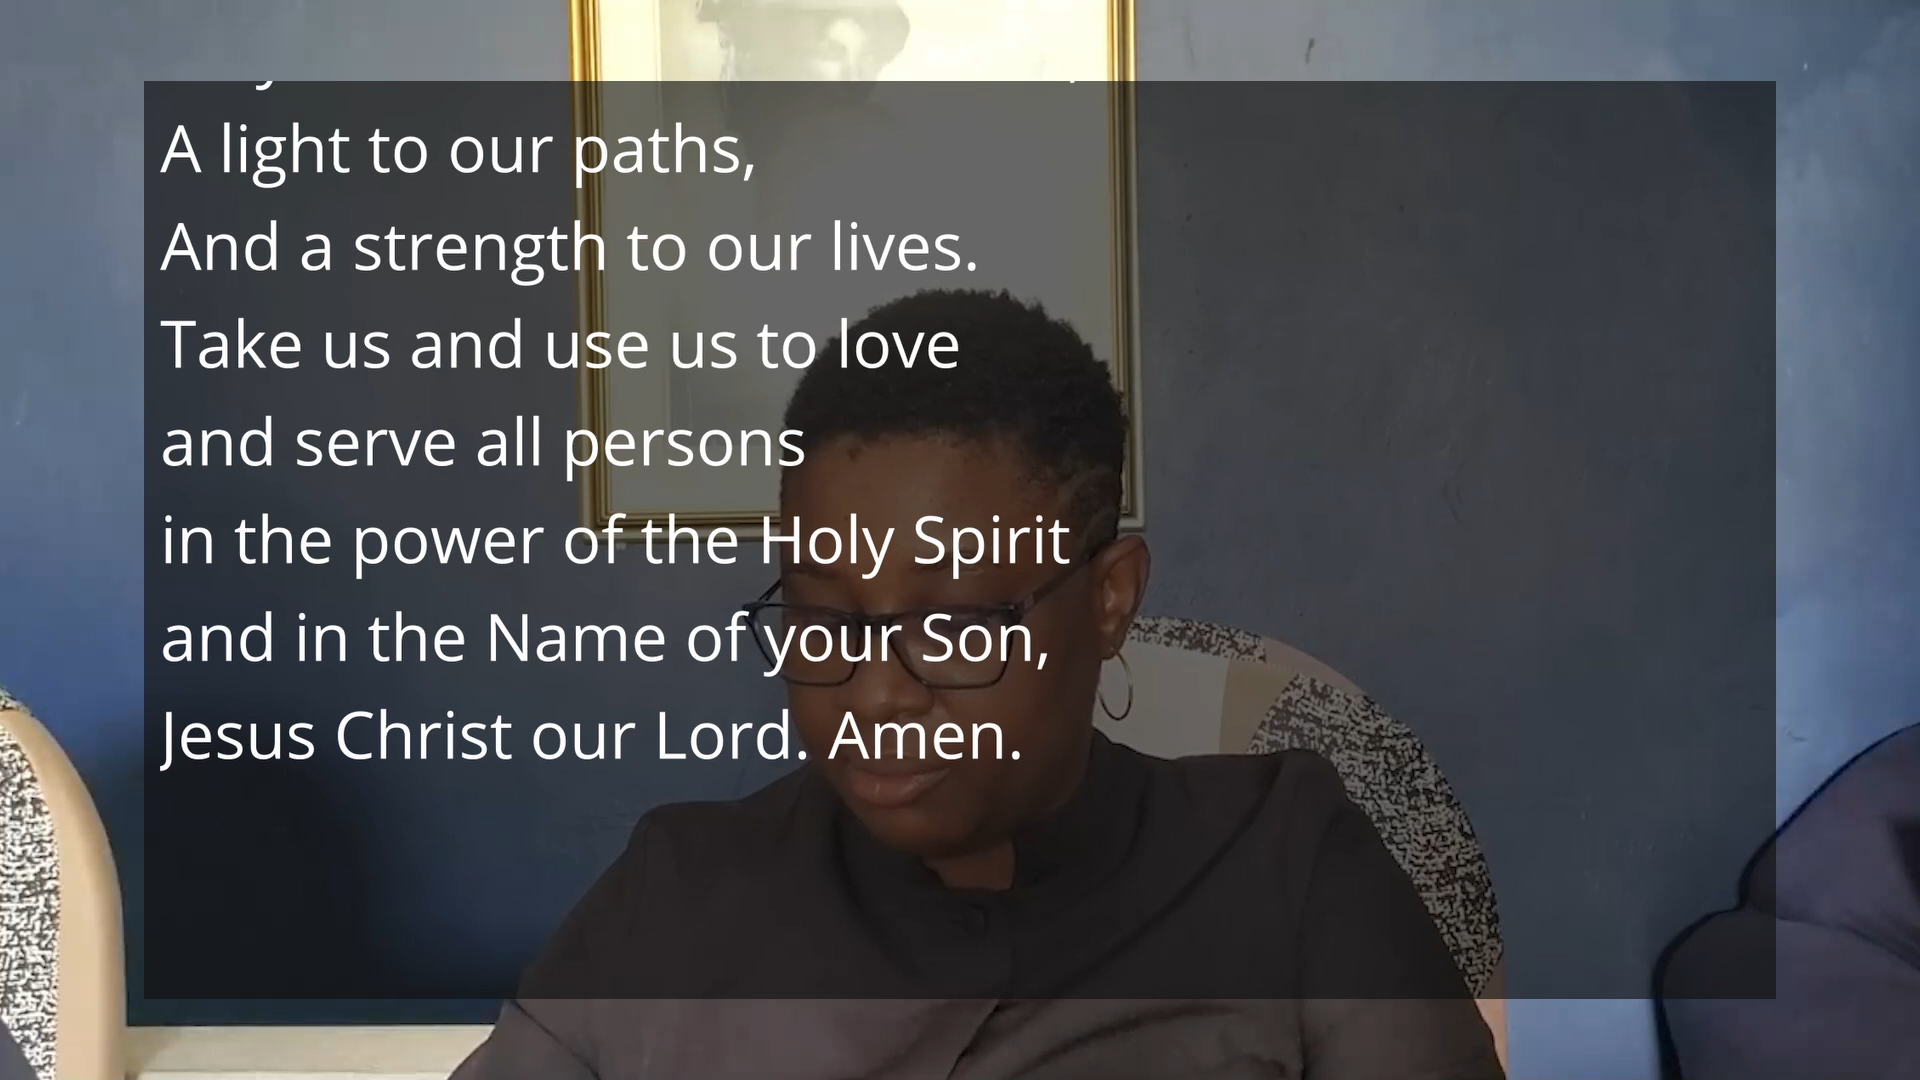 A light to our paths,
And a strength to our lives.
Take us and use us to love
and serve all persons
in the power of the Holy Spirit
and in the Name of your Son,
Jesus Christ our Lord. Amen.